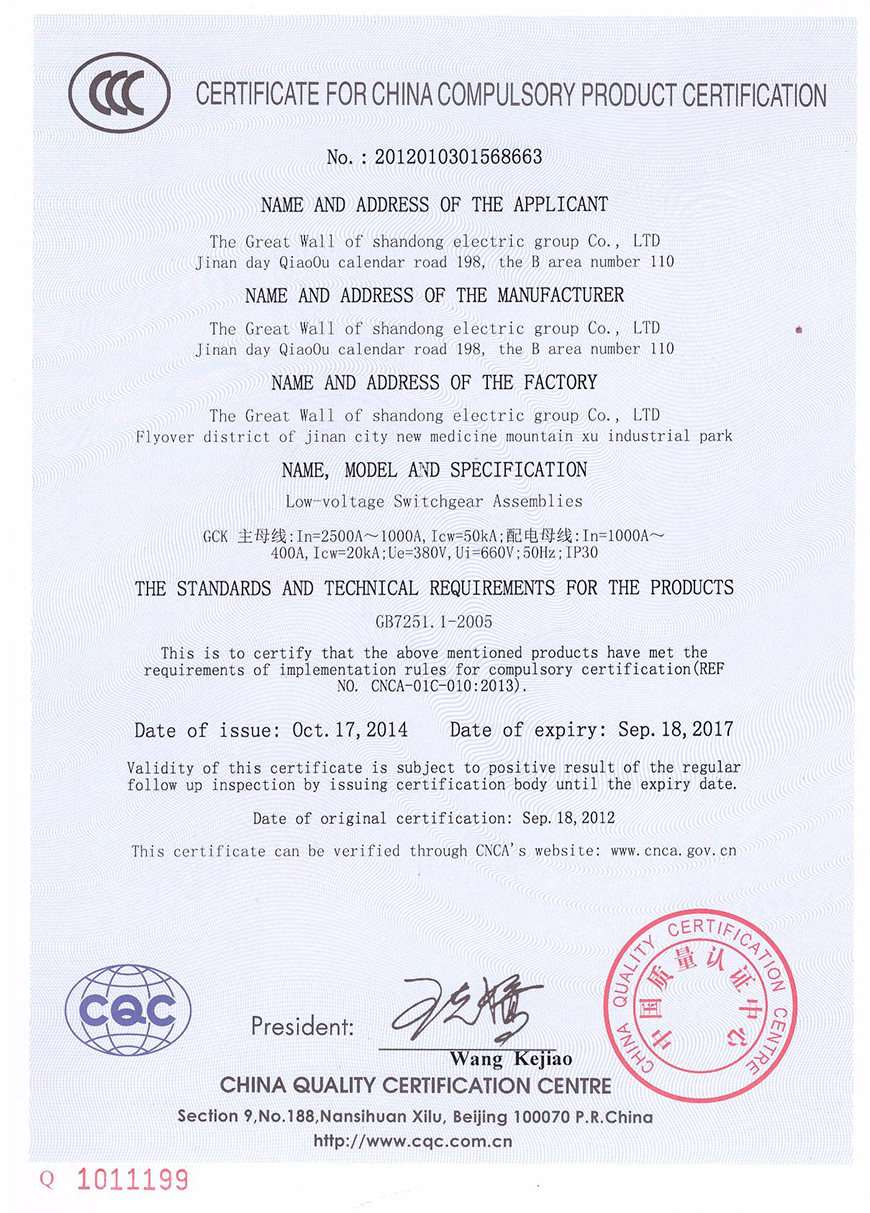 CCC
CERTIFICATE FOR CHINA COMPULSORY PRODUCT CERTIFICATION
No. : 2012010301568663
NAME AND ADDRESS OF THE APPLICANT
The Great Wall of shandong electric group Co., LTD
Jinan day QiaoOu calendar road 198, the B area number 110
NAME AND ADDRESS OF THE MANUFACTURER
The Great Wall of shandong electric group Co., LTD
Jinan day QiaoOu calendar road 198, the B area number 110
NAME AND ADDRESS OF THE FACTORY
The Great Wall of shandong electric group Co., LTD
Flyover district of jinan city new medicine mountain xu industrial park
NAME, MODEL AND SPECIFICATION
Low-voltage Switchgear Assemblies
GCK 主母线:In=2500A～1000A, Icw=50kA;配电母线:In=1000A～
400A, Icw=20kA;Ue=380V, Ui=660V;50Hz;IP30
THE STANDARDS AND TECHNICAL REQUIREMENTS FOR THE PRODUCTS
GB7251.1-2005
This is to certify that the above mentioned products have met the
requirements of implementation rules for compulsory certification(REF
NO. CNCA-01C-010:2013).
Date of issue: Oct.17,2014 Date of expiry: Sep.18,2017
Validity of this certificate is subject to positive result of the regular
follow up inspection by issuing certification body until the expiry date.
Date of original certification: Sep.18,2012
This certificate can be verified through CNCA's website: www.cnca.gov.cn
CHINA QUALITY CERTIFICATION CENTRE
中国质量认证中心
CQC
President:
Wang Kejiao
CHINA QUALITY CERTIFICATION CENTRE
Section 9,No.188,Nansihuan Xilu, Beijing 100070 P.R.China
http://www.cqc.com.cn
Q 1011199